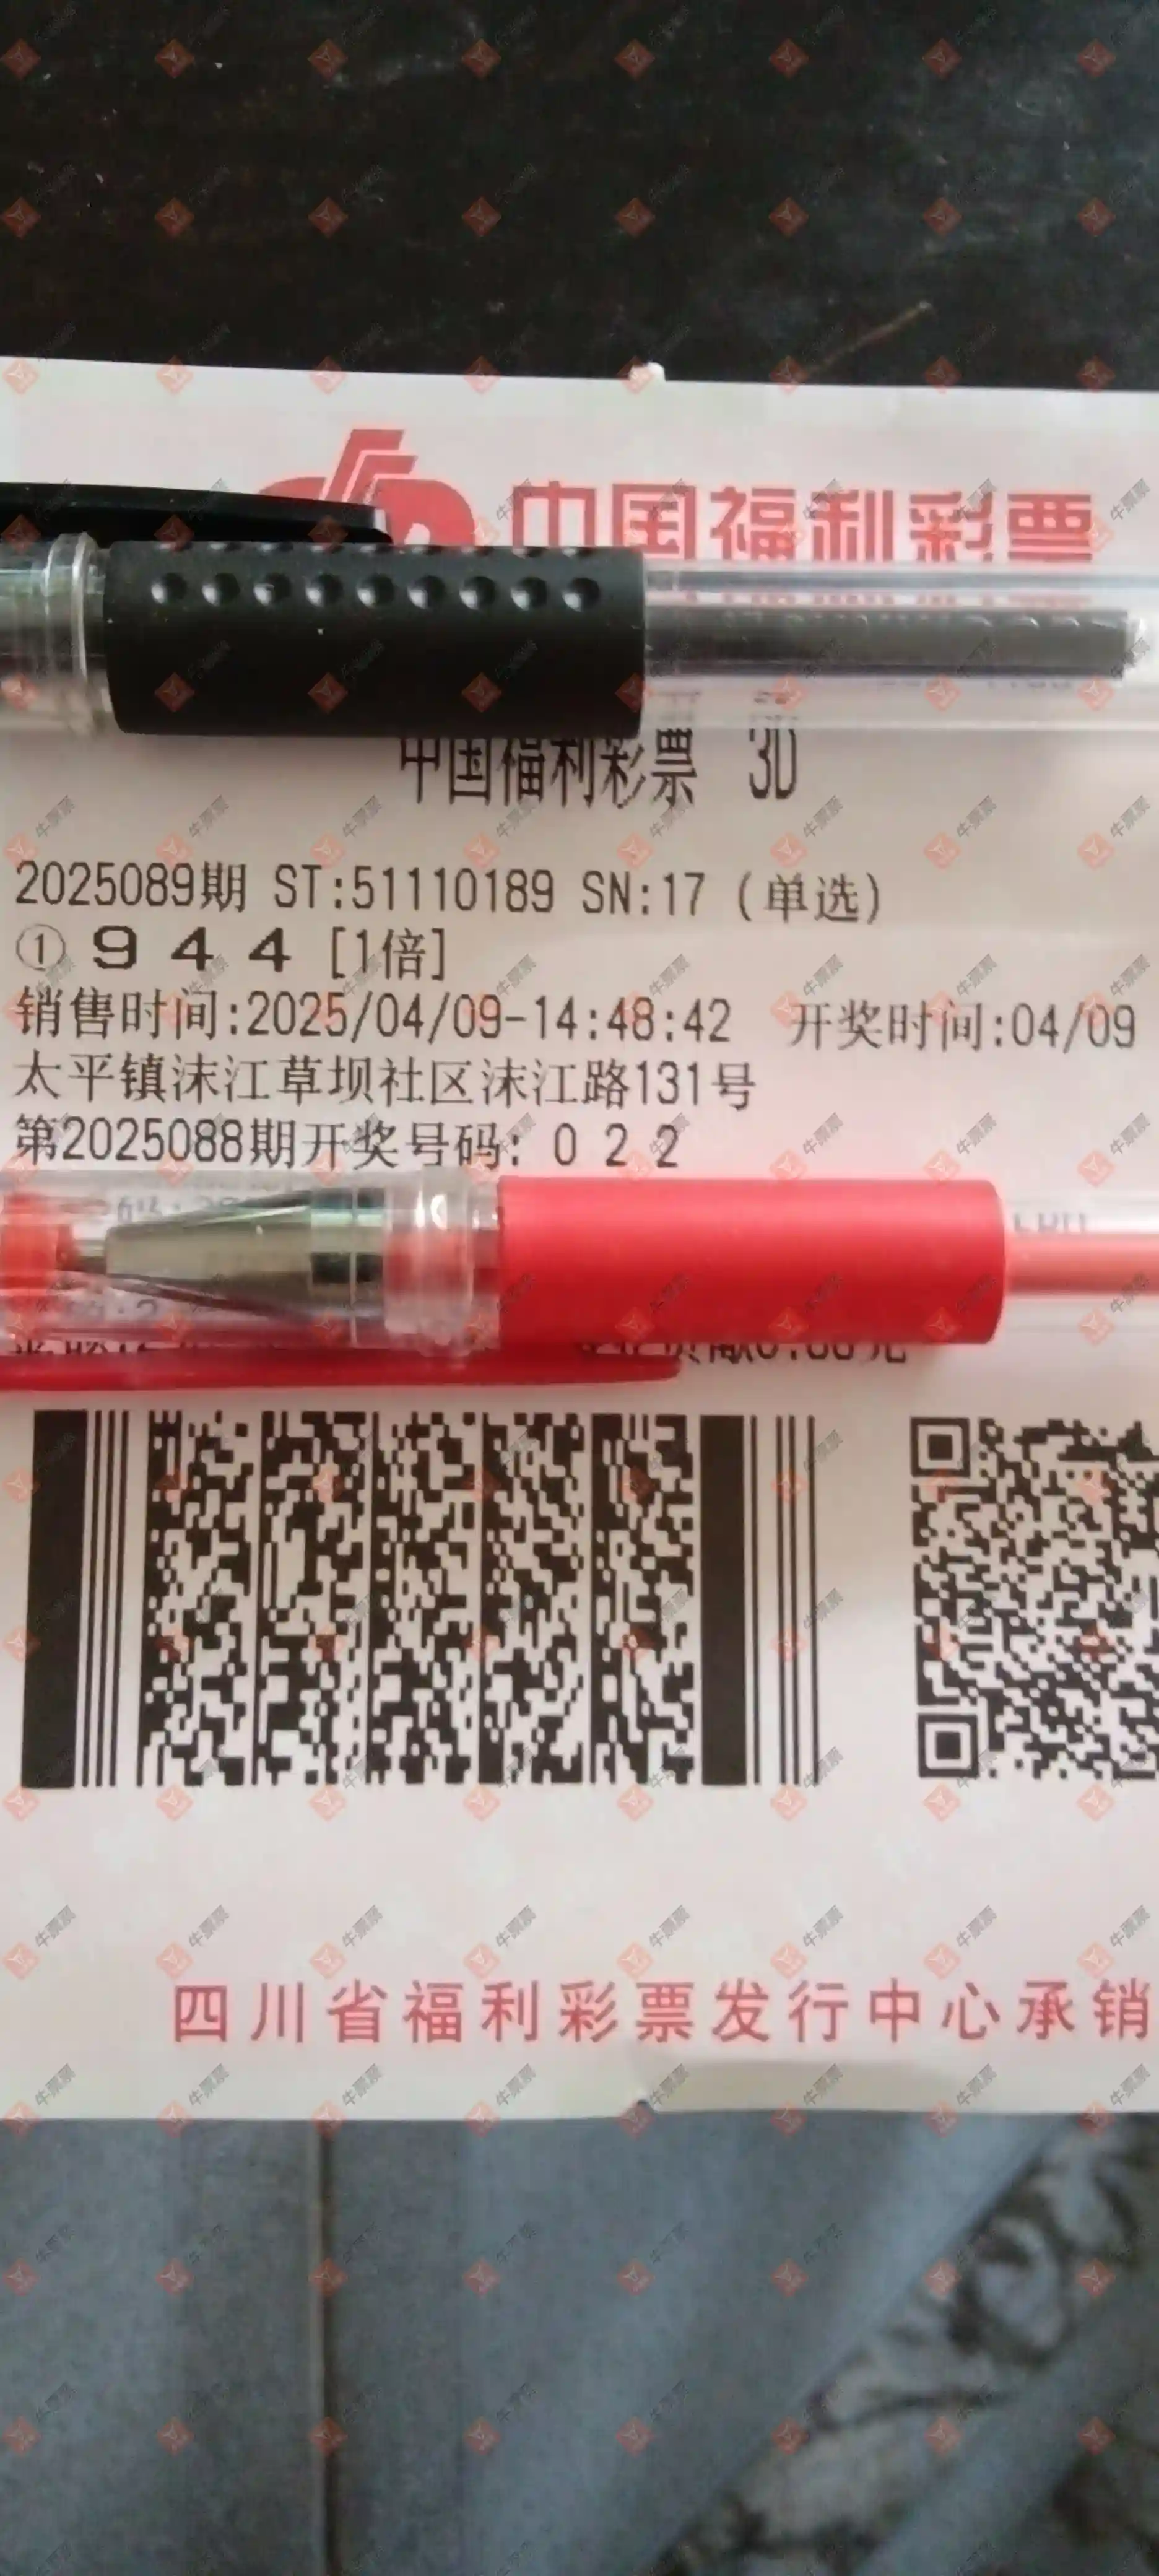 中国福利彩票
中国福利彩票 3D
2025089期 ST:51110189 SN:17 (单选)
① 9 4 4 [1倍]
销售时间:2025/04/09-14:48:42 开奖时间:04/09
太平镇沫江草坝社区沫江路131号
第2025088期开奖号码: 0 2 2
四川省福利彩票发行中心承销
牛票票